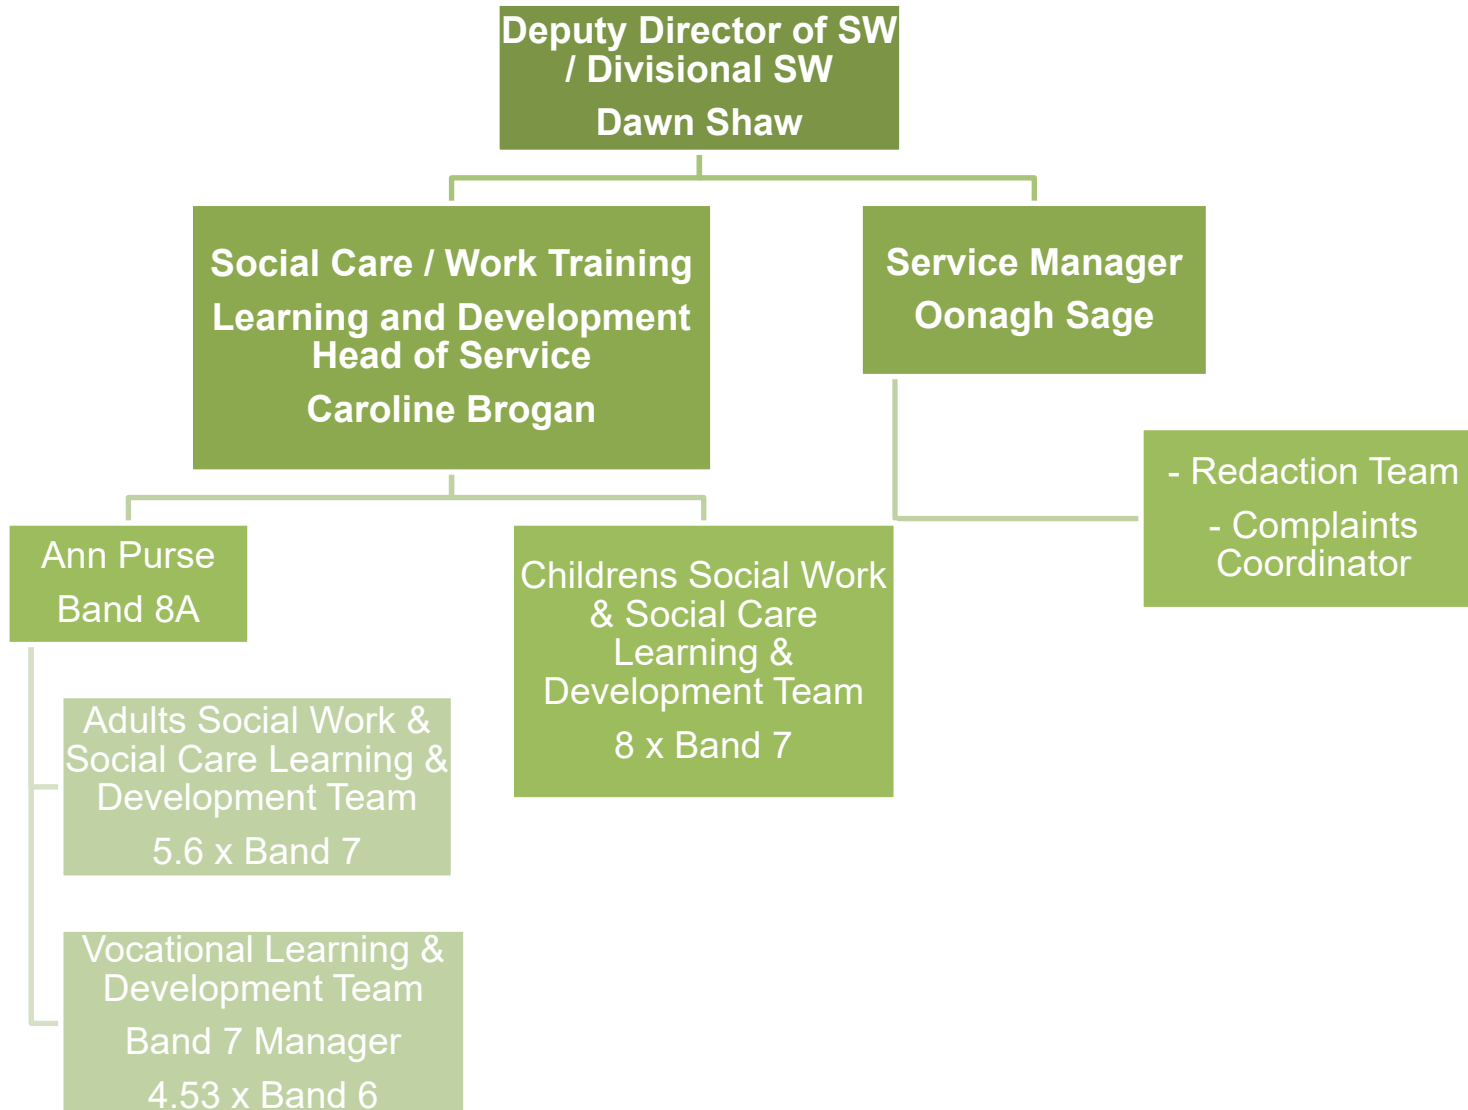 Deputy Director of SW
/ Divisional SW
Dawn Shaw
Social Care / Work Training
Learning and Development
Head of Service
Caroline Brogan
Service Manager
Oonagh Sage
- Redaction Team
- Complaints
Coordinator
Ann Purse
Band 8A
Childrens Social Work
& Social Care
Learning &
Development Team
8 x Band 7
Adults Social Work &
Social Care Learning &
Development Team
5.6 x Band 7
Vocational Learning &
Development Team
Band 7 Manager
4.53 x Band 6